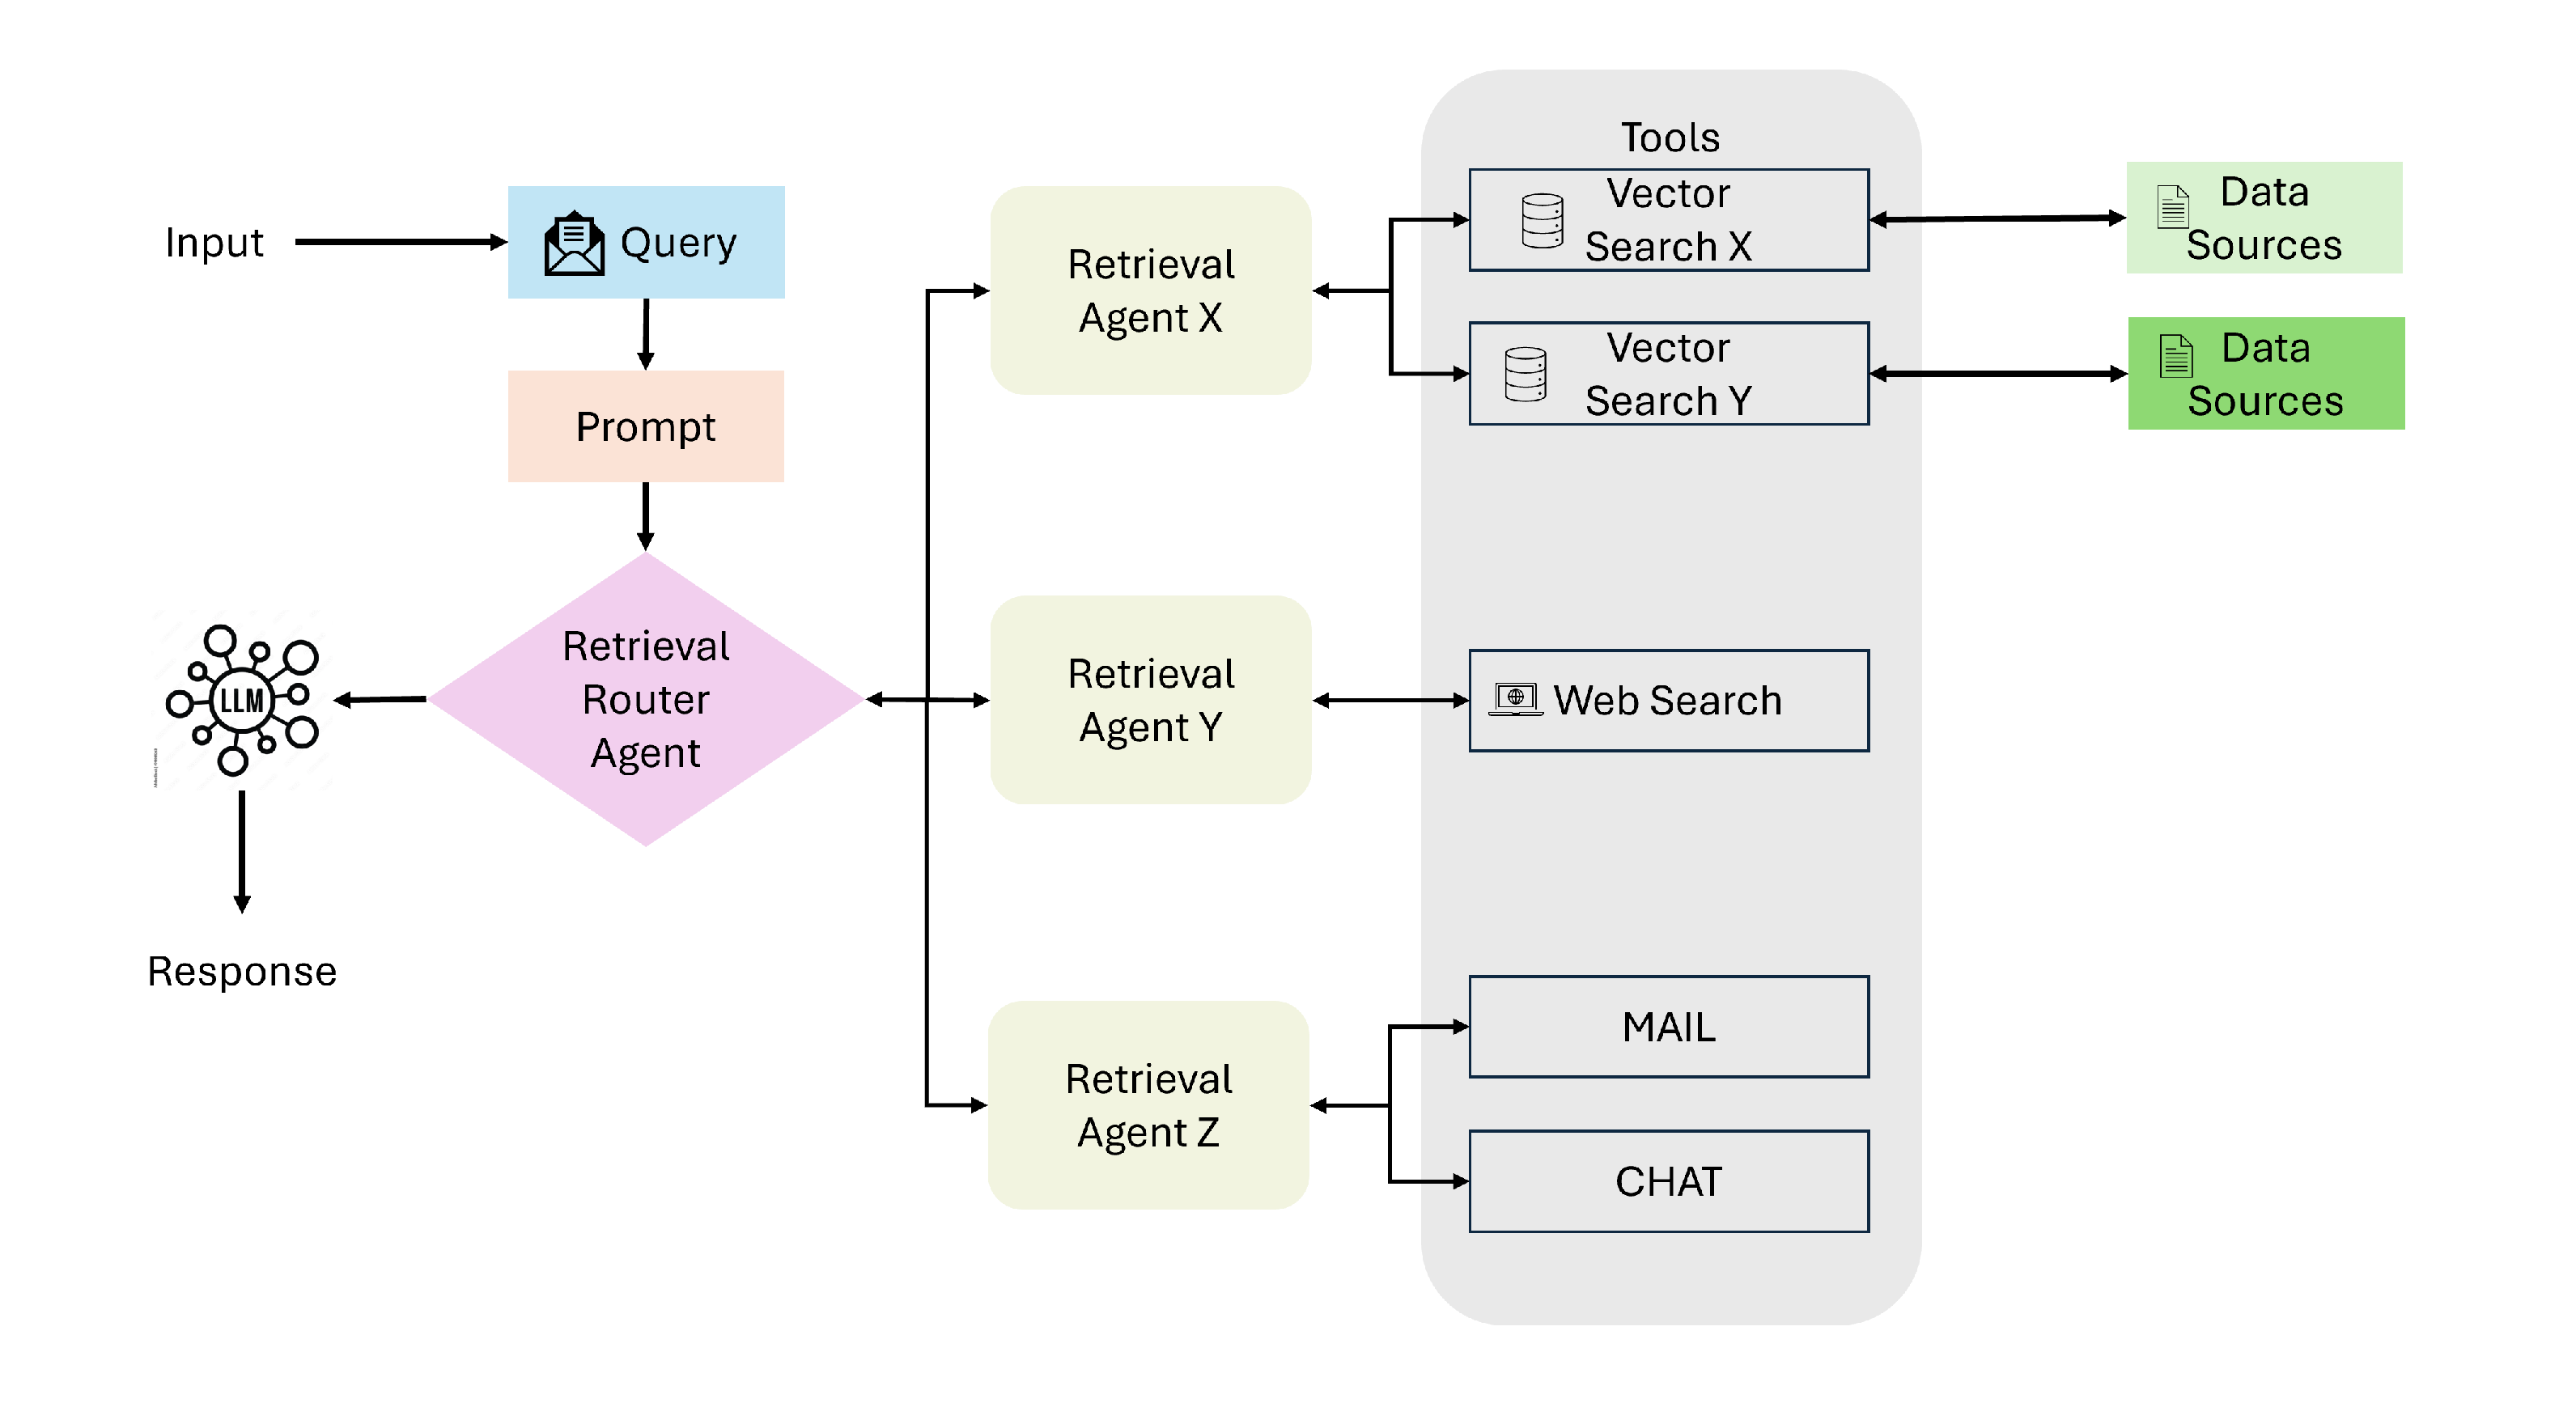 Input
Query
Prompt
Retrieval
Router
Agent
LLM
Response
Retrieval
Agent X
Retrieval
Agent Y
Retrieval
Agent Z
Tools
Vector
Search X
Vector
Search Y
Web Search
MAIL
CHAT
Data
Sources
Data
Sources